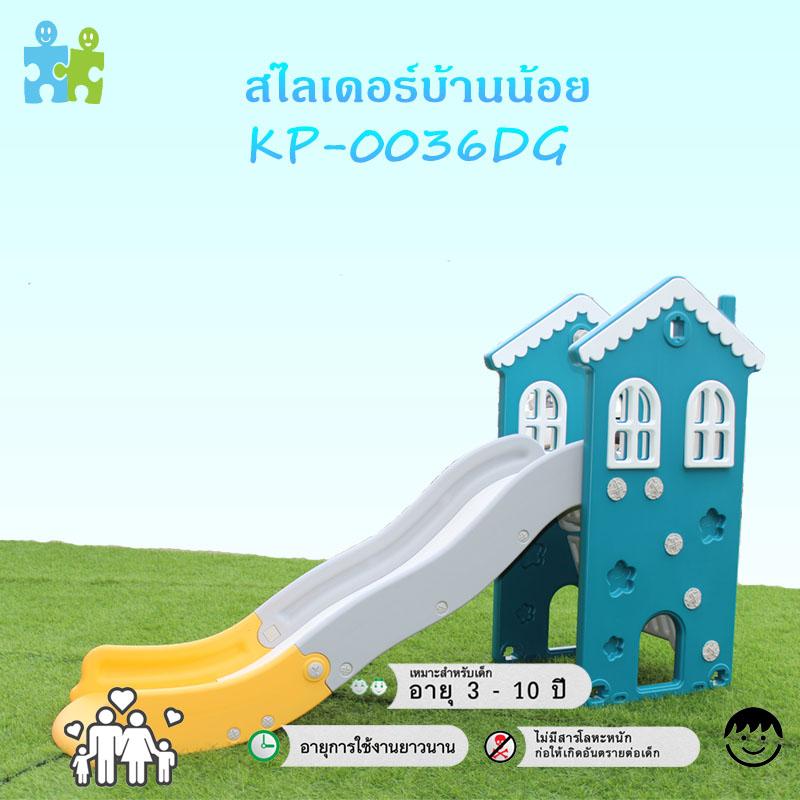 สไลเดอร์บ้านน้อย
KP-0036DG
เหมาะสำหรับเด็ก
อายุ 3 - 10 ปี
อายุการใช้งานยาวนาน
ไม่มีสารโลหะหนัก
ก่อให้เกิดอันตรายต่อเด็ก